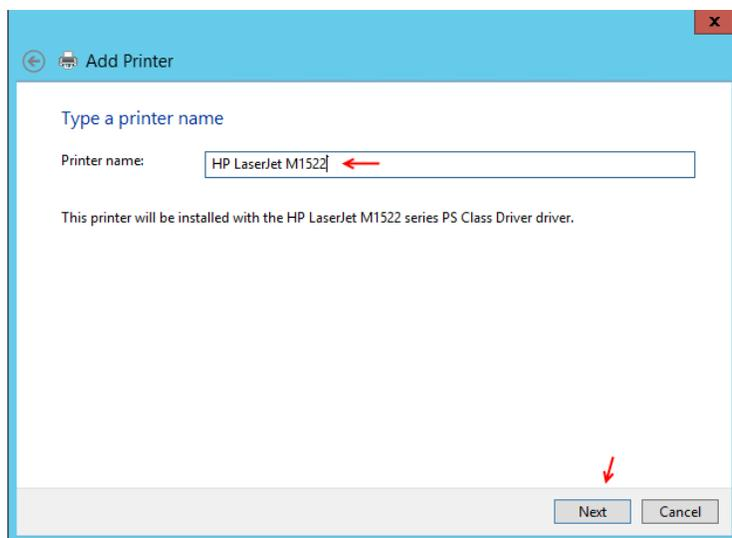 x
Add Printer
Type a printer name
Printer name: HP LaserJet M1522
This printer will be installed with the HP LaserJet M1522 series PS Class Driver driver.
Next Cancel